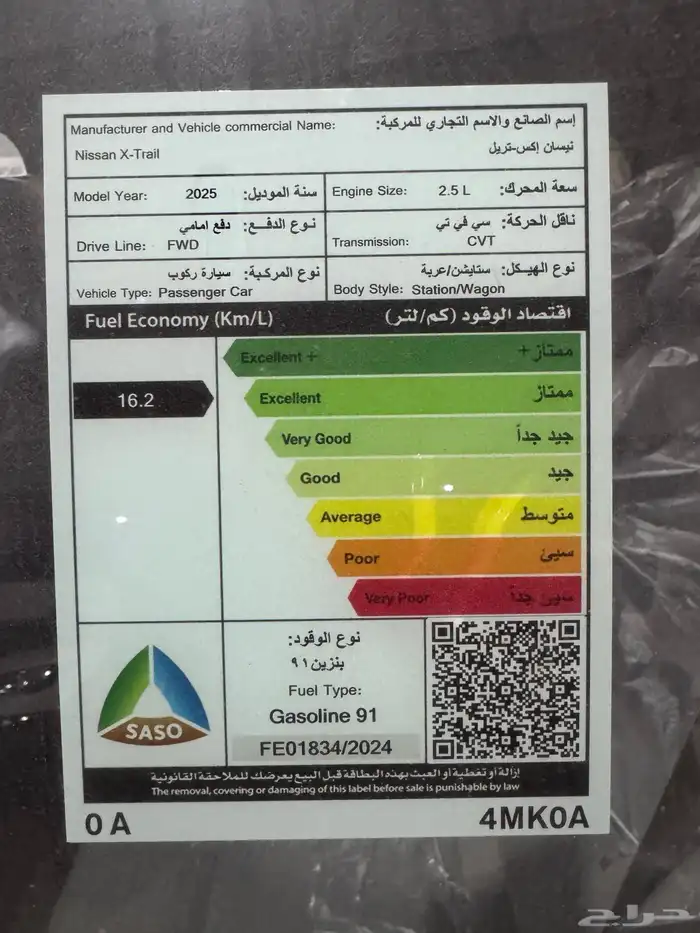 Manufacturer and Vehicle commercial Name: إسم الصانع والاسم التجاري للمركبة:
Nissan X-Trail نيسان إكس-تريل
Model Year: 2025 سنة الموديل:
Engine Size: 2.5 L سعة المحرك:
نوع الدفع: دفع امامي
Drive Line: FWD
ناقل الحركة: سي في تي
Transmission: CVT
نوع المركبة: سيارة ركوب
Vehicle Type: Passenger Car
نوع الهيكل: ستايشن/عربة
Body Style: Station/Wagon
Fuel Economy (Km/L) اقتصاد الوقود (كم/لتر)
Excellent + ممتاز +
16.2
Excellent ممتاز
Very Good جيد جداً
Good جيد
Average متوسط
Poor سيئ
Very Poor سيئ جداً
نوع الوقود:
بنزين ٩١
Fuel Type:
Gasoline 91
FE01834/2024
SASO
إزالة أو تغطية أو العبث بهذه البطاقة قبل البيع يعرضك للملاحقة القانونية
The removal, covering or damaging of this label before sale is punishable by law
0 A 4MK0A
حراج